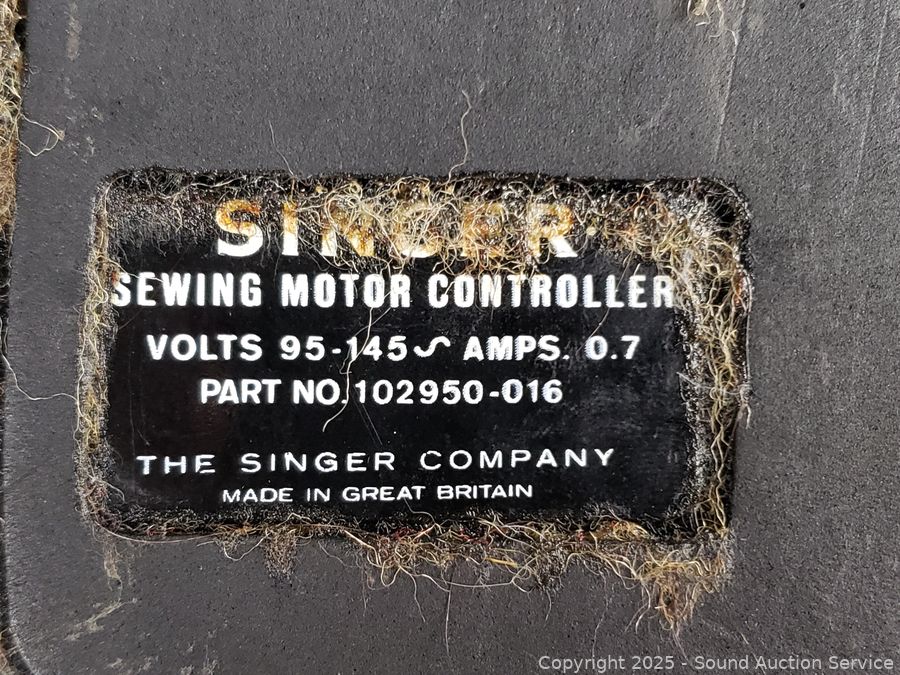 SINGER
SEWING MOTOR CONTROLLER
VOLTS 95-145∿ AMPS. 0.7
PART NO. 102950-016
THE SINGER COMPANY
MADE IN GREAT BRITAIN
Copyright 2025 - Sound Auction Service